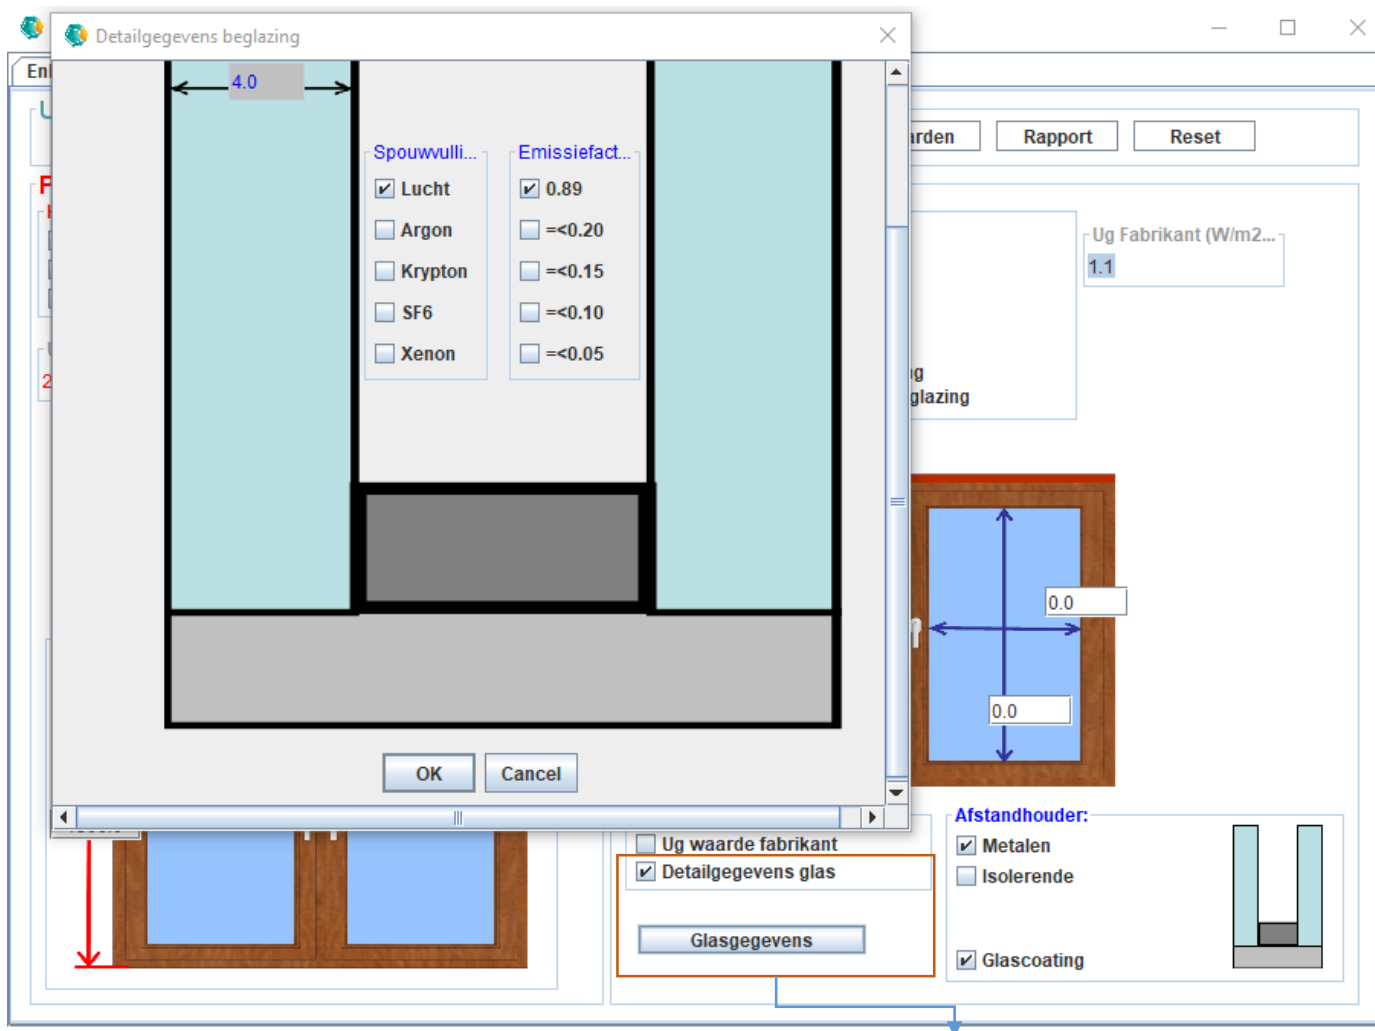 Detailgegevens beglazing
4.0
Spouwvulli...
Emissiefact...
Lucht
0.89
Argon
=<0.20
Krypton
=<0.15
SF6
=<0.10
Xenon
=<0.05
OK
Cancel
Rapport
Reset
Ug Fabrikant (W/m2...
1.1
glazing
0.0
0.0
Ug waarde fabrikant
Detailgegevens glas
Glasgegevens
Afstandhouder:
Metalen
Isolerende
Glascoating